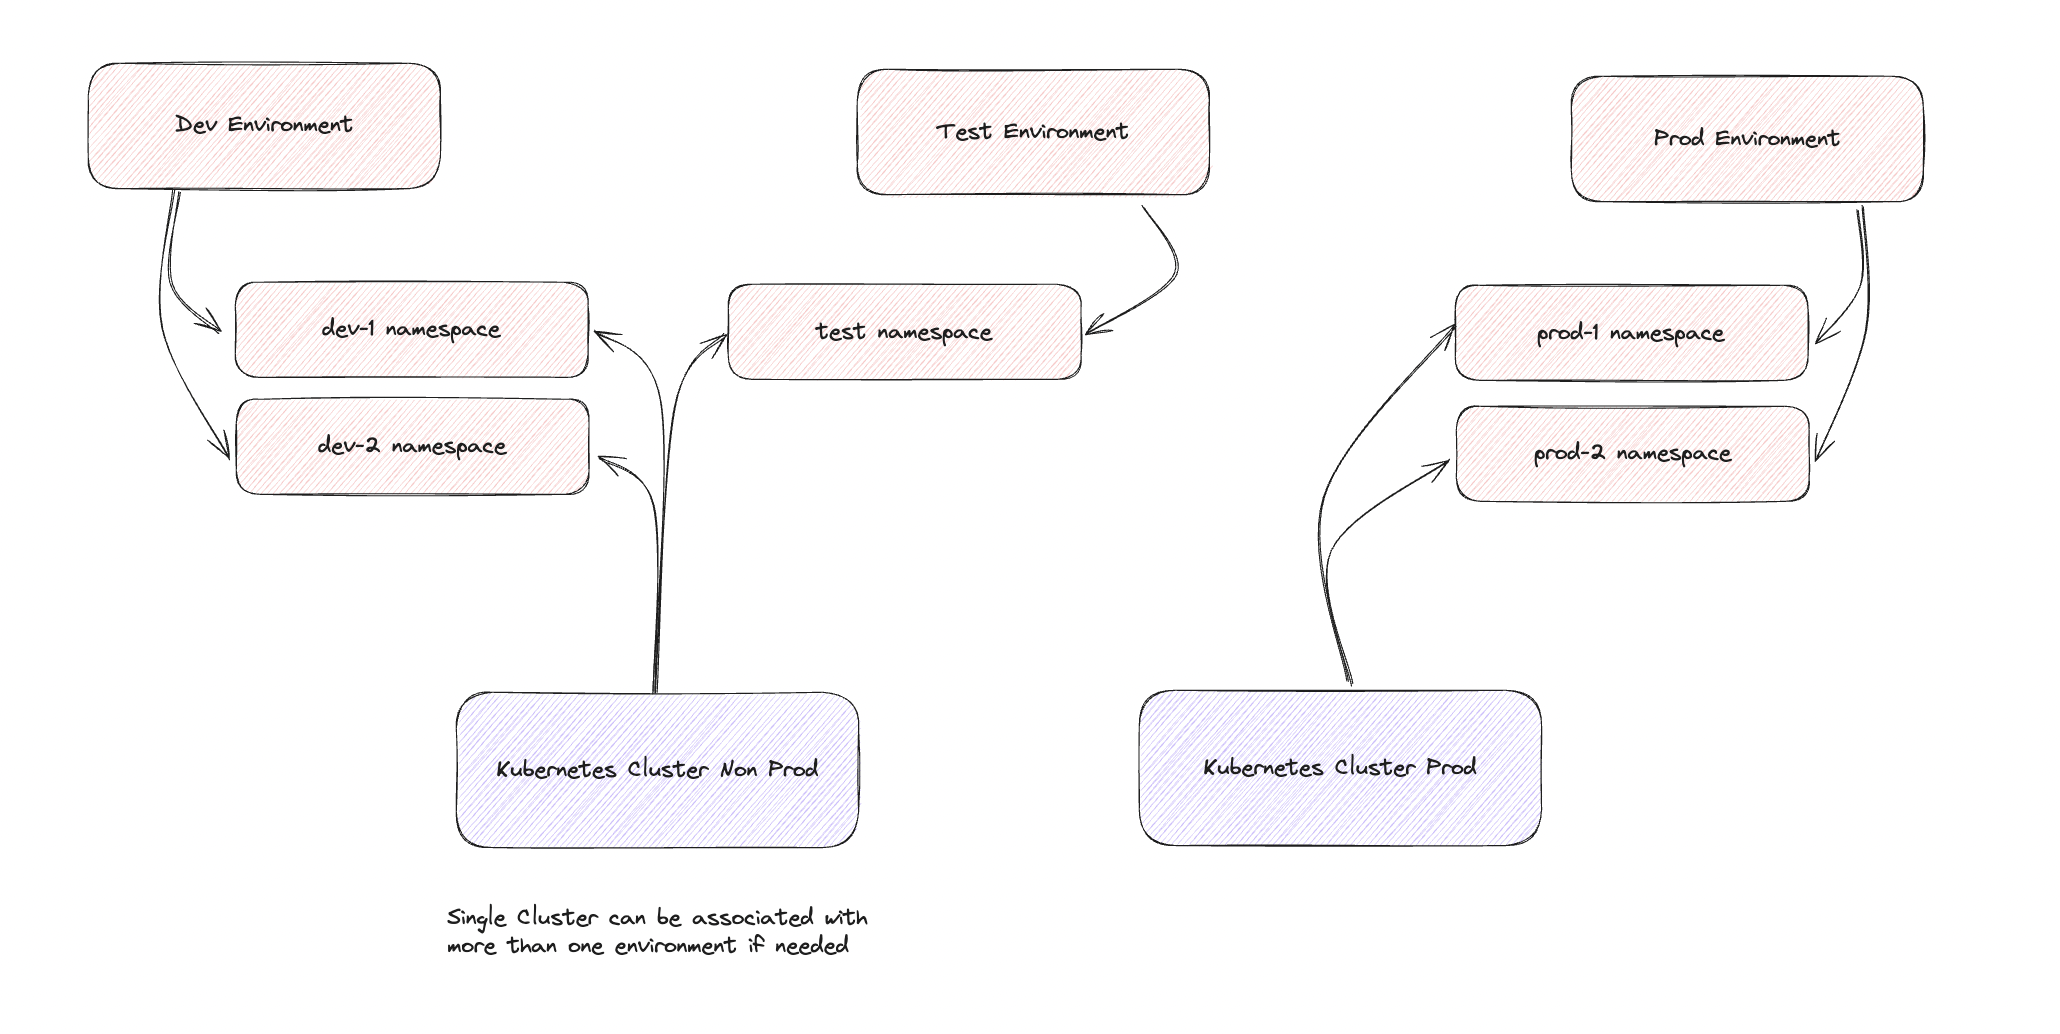 Dev Environment
Test Environment
Prod Environment
dev-1 namespace
test namespace
prod-1 namespace
dev-2 namespace
prod-2 namespace
Kubernetes Cluster Non Prod
Kubernetes Cluster Prod
Single Cluster can be associated with
more than one environment if needed